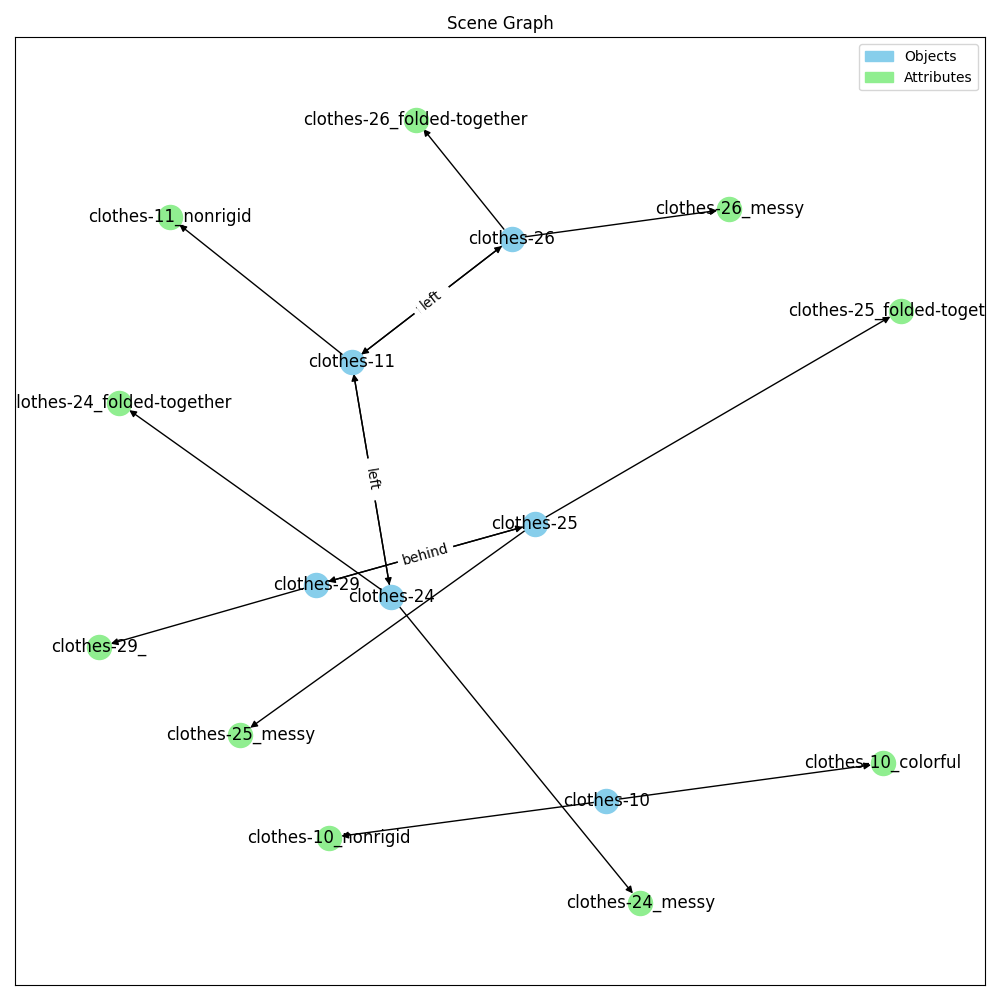 Scene Graph
Objects
Attributes
clothes-26_folded-together
clothes-26_messy
clothes-11_nonrigid
clothes-26
left
clothes-25_folded-toget
clothes-11
lothes-24_folded-together
left
clothes-25
behind
clothes-29
clothes-24
clothes-29_
clothes-25_messy
clothes-10_colorful
clothes-10
clothes-10_nonrigid
clothes-24_messy